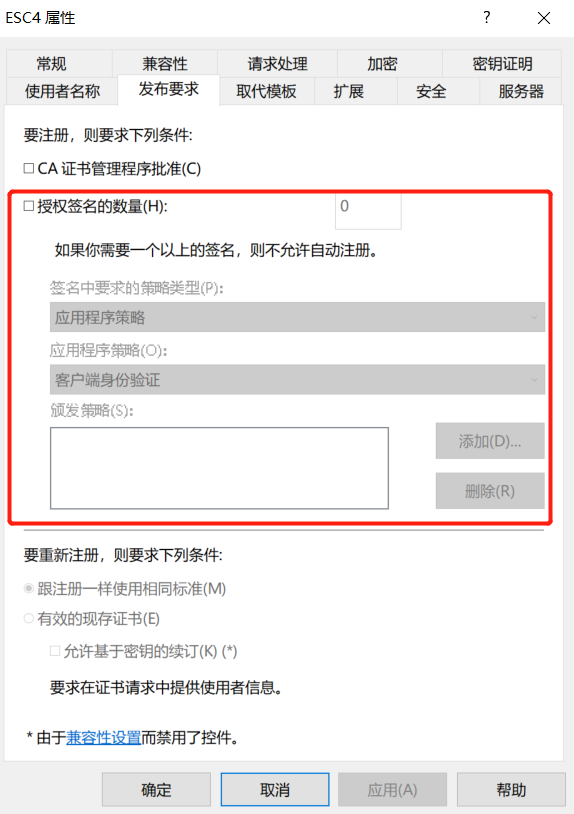 ESC4 属性
常规 兼容性 请求处理 加密 密钥证明
使用者名称 发布要求 取代模板 扩展 安全 服务器
要注册，则要求下列条件:
CA 证书管理程序批准(C)
授权签名的数量(H): 0
如果你需要一个以上的签名，则不允许自动注册。
签名中要求的策略类型(P):
应用程序策略
应用程序策略(O):
客户端身份验证
颁发策略(S):
添加(D)...
删除(R)
要重新注册，则要求下列条件:
跟注册一样使用相同标准(M)
有效的现存证书(E)
允许基于密钥的续订(K) (*)
要求在证书请求中提供使用者信息。
* 由于兼容性设置而禁用了控件。
确定 取消 应用(A) 帮助